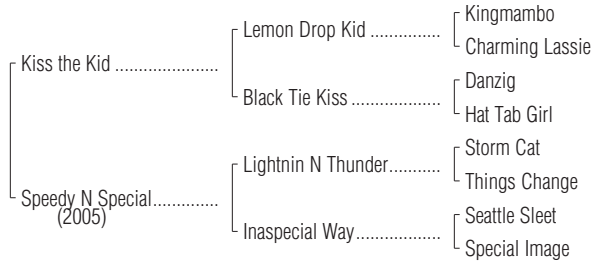 Kingmambo
Lemon Drop Kid ...............
Charming Lassie
Kiss the Kid .....................
Danzig
Black Tie Kiss ..................
Hat Tab Girl
Storm Cat
Lightnin N Thunder...........
Things Change
Speedy N Special..............
(2005)
Seattle Sleet
Inaspecial Way.................
Special Image